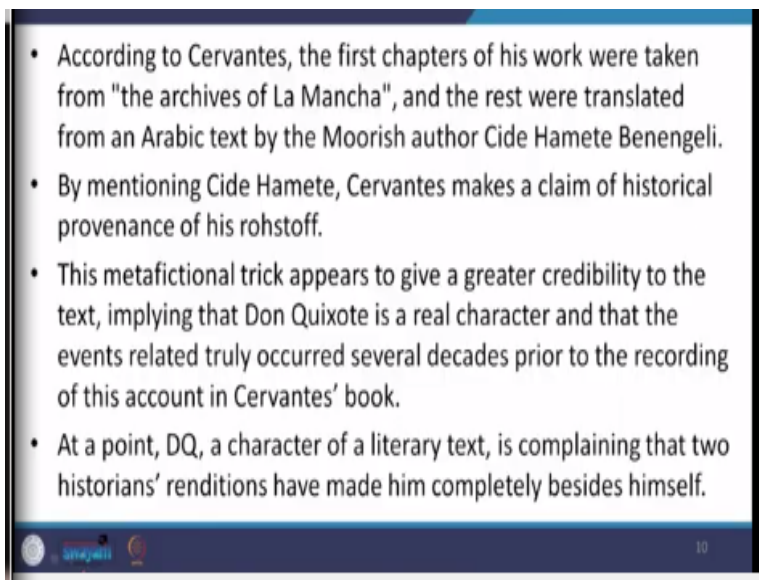 • According to Cervantes, the first chapters of his work were taken
from "the archives of La Mancha", and the rest were translated
from an Arabic text by the Moorish author Cide Hamete Benengeli.
• By mentioning Cide Hamete, Cervantes makes a claim of historical
provenance of his rohstoff.
• This metafictional trick appears to give a greater credibility to the
text, implying that Don Quixote is a real character and that the
events related truly occurred several decades prior to the recording
of this account in Cervantes’ book.
• At a point, DQ, a character of a literary text, is complaining that two
historians’ renditions have made him completely besides himself.
swayam
10